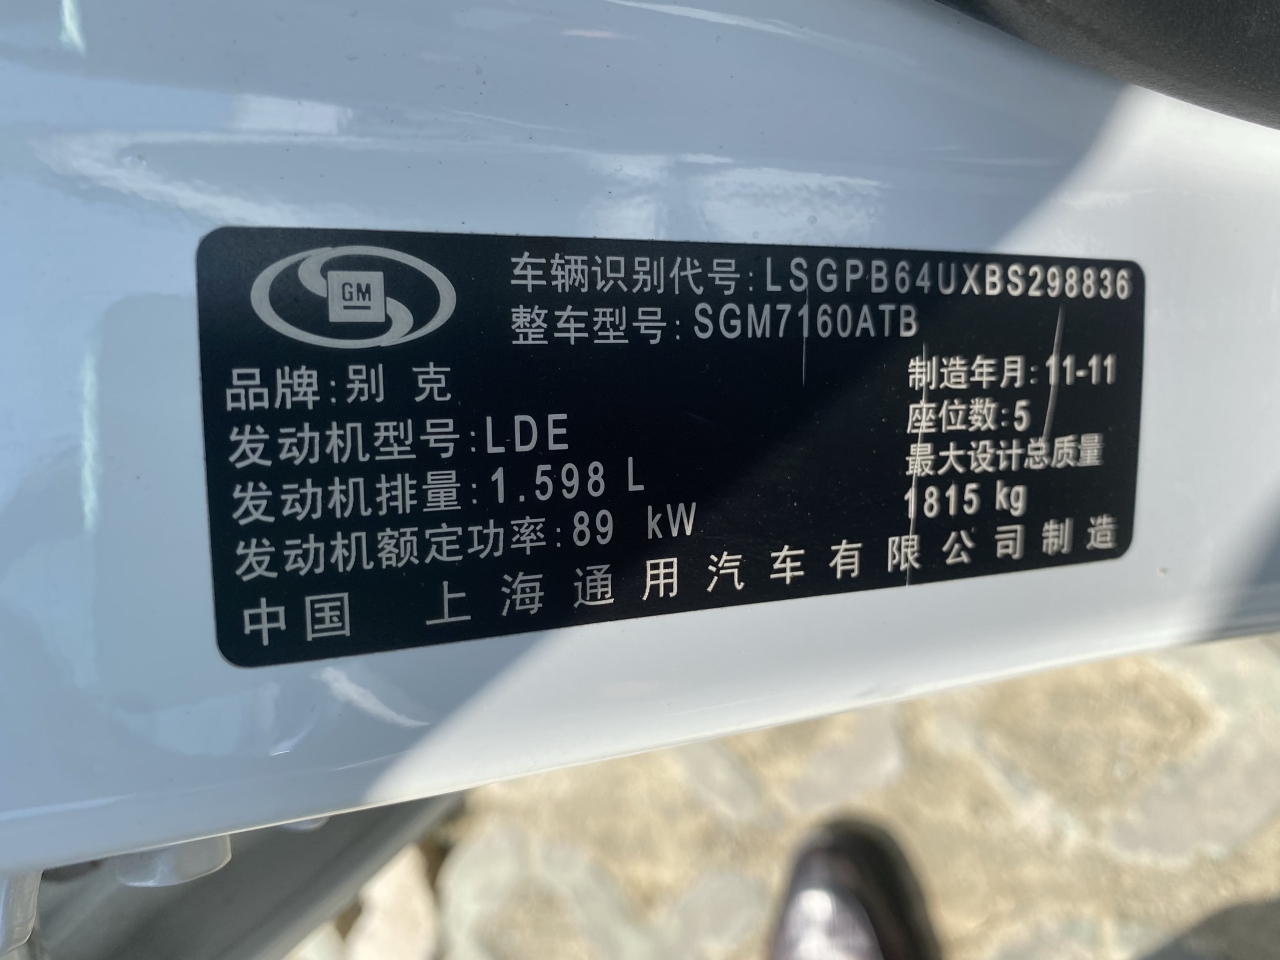 GM
车辆识别代号:LSGPB64UXBS298836
整车型号:SGM7160ATB
品牌:别 克
制造年月:11-11
发动机型号:LDE
座位数:5
发动机排量:1.598 L
最大设计总质量
1815 kg
发动机额定功率:89 kW
中国 上海通用汽车有限公司制造